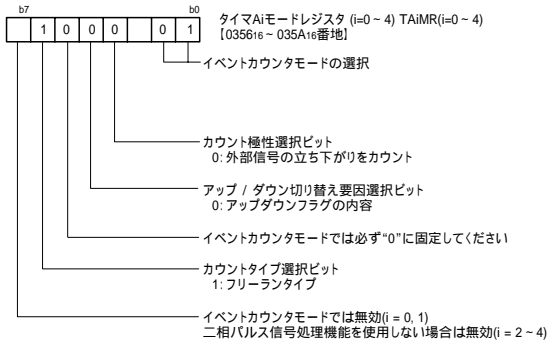 b7 b0
タイマAiモードレジスタ (i=0 ~ 4) TAiMR(i=0 ~ 4)
【035616 ~ 035A16番地】
1 0 0 0 0 1
イベントカウンタモードの選択
カウント極性選択ビット
0: 外部信号の立ち下がりをカウント
アップ / ダウン切り替え要因選択ビット
0: アップダウンフラグの内容
イベントカウンタモードでは必ず“0”に固定してください
カウントタイプ選択ビット
1: フリーランタイプ
イベントカウンタモードでは無効(i = 0, 1)
二相パルス信号処理機能を使用しない場合は無効(i = 2 ~ 4)